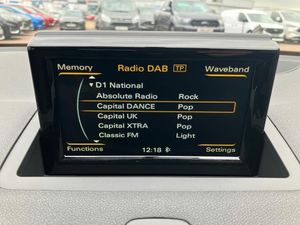 Memory Radio DAB TP Waveband
▼ D1 National
Absolute Radio Rock
Capital DANCE Pop
Capital UK Pop
Capital XTRA Pop
Classic FM Light
Functions 12:18 Settings